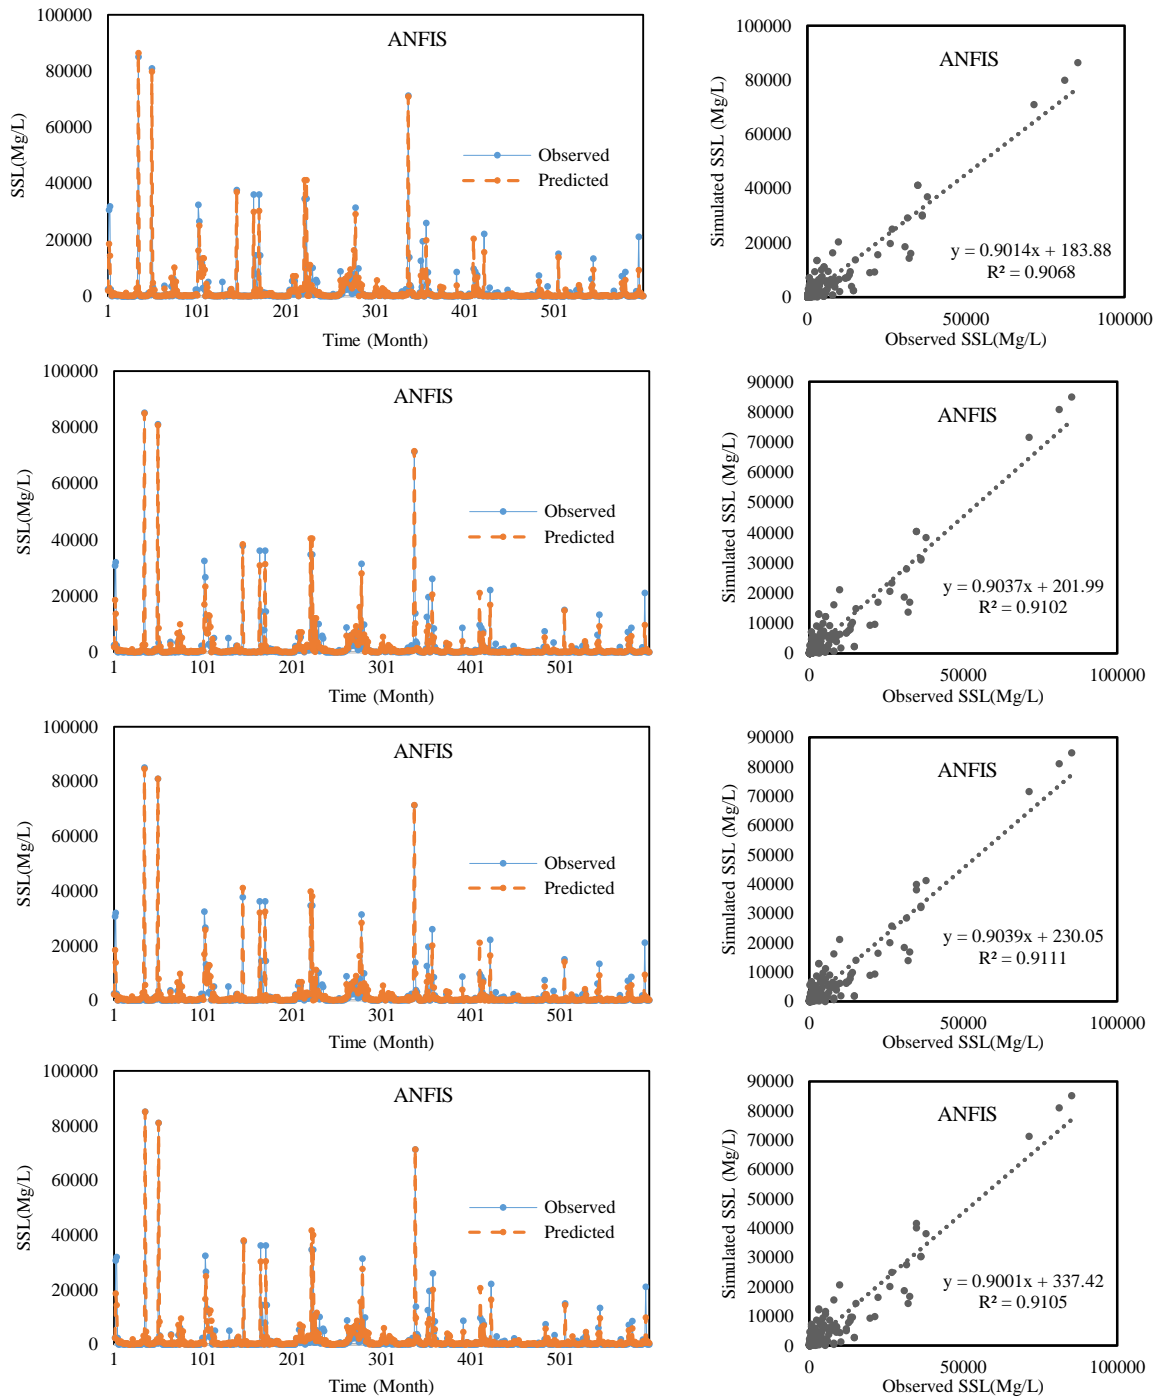 100000
80000
60000
40000
20000
0
SSL(Mg/L)
ANFIS
Observed
Predicted
1
101
201
301
401
501
Time (Month)
100000
80000
60000
40000
20000
0
Simulated SSL (Mg/L)
ANFIS
y = 0.9014x + 183.88
R² = 0.9068
0
50000
100000
Observed SSL(Mg/L)
100000
80000
60000
40000
20000
0
SSL(Mg/L)
ANFIS
Observed
Predicted
1
101
201
301
401
501
Time (Month)
90000
80000
70000
60000
50000
40000
30000
20000
10000
0
Simulated SSL (Mg/L)
ANFIS
y = 0.9037x + 201.99
R² = 0.9102
0
50000
100000
Observed SSL(Mg/L)
100000
80000
60000
40000
20000
0
SSL(Mg/L)
ANFIS
Observed
Predicted
1
101
201
301
401
501
Time (Month)
90000
80000
70000
60000
50000
40000
30000
20000
10000
0
Simulated SSL (Mg/L)
ANFIS
y = 0.9039x + 230.05
R² = 0.9111
0
50000
100000
Observed SSL(Mg/L)
100000
80000
60000
40000
20000
0
SSL(Mg/L)
ANFIS
Observed
Predicted
1
101
201
301
401
501
Time (Month)
90000
80000
70000
60000
50000
40000
30000
20000
10000
0
Simulated SSL (Mg/L)
ANFIS
y = 0.9001x + 337.42
R² = 0.9105
0
50000
100000
Observed SSL(Mg/L)